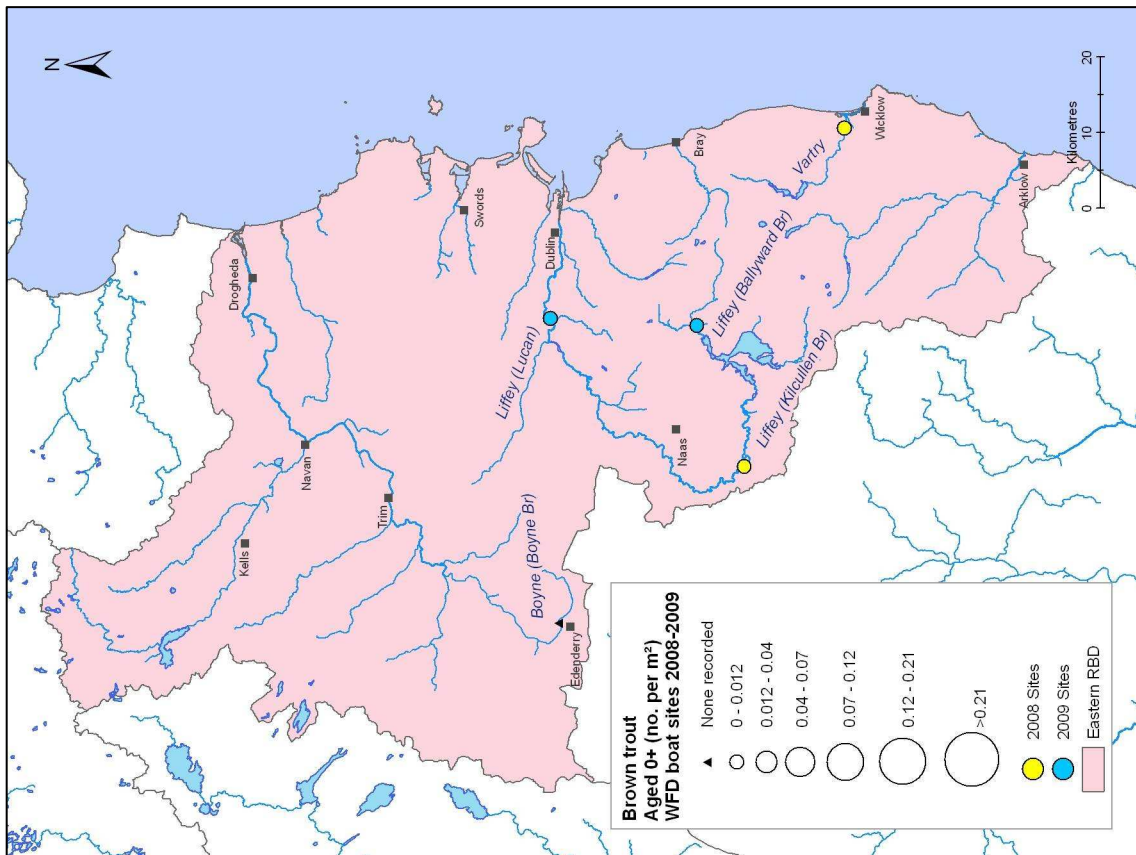 N
Drogheda
Kells
Navan
Trim
Swords
Liffey (Lucan)
Dublin
Boyne (Boyne Br)
Edenderry
Naas
Bray
Liffey (Ballyward Br)
Liffey (Kilcullen Br)
Vartry
Wicklow
Arklow
0 10 20
Kilometres
Brown trout
Aged 0+ (no. per m²)
WFD boat sites 2008-2009
None recorded
0 - 0.012
0.012 - 0.04
0.04 - 0.07
0.07 - 0.12
0.12 - 0.21
>0.21
2008 Sites
2009 Sites
Eastern RBD